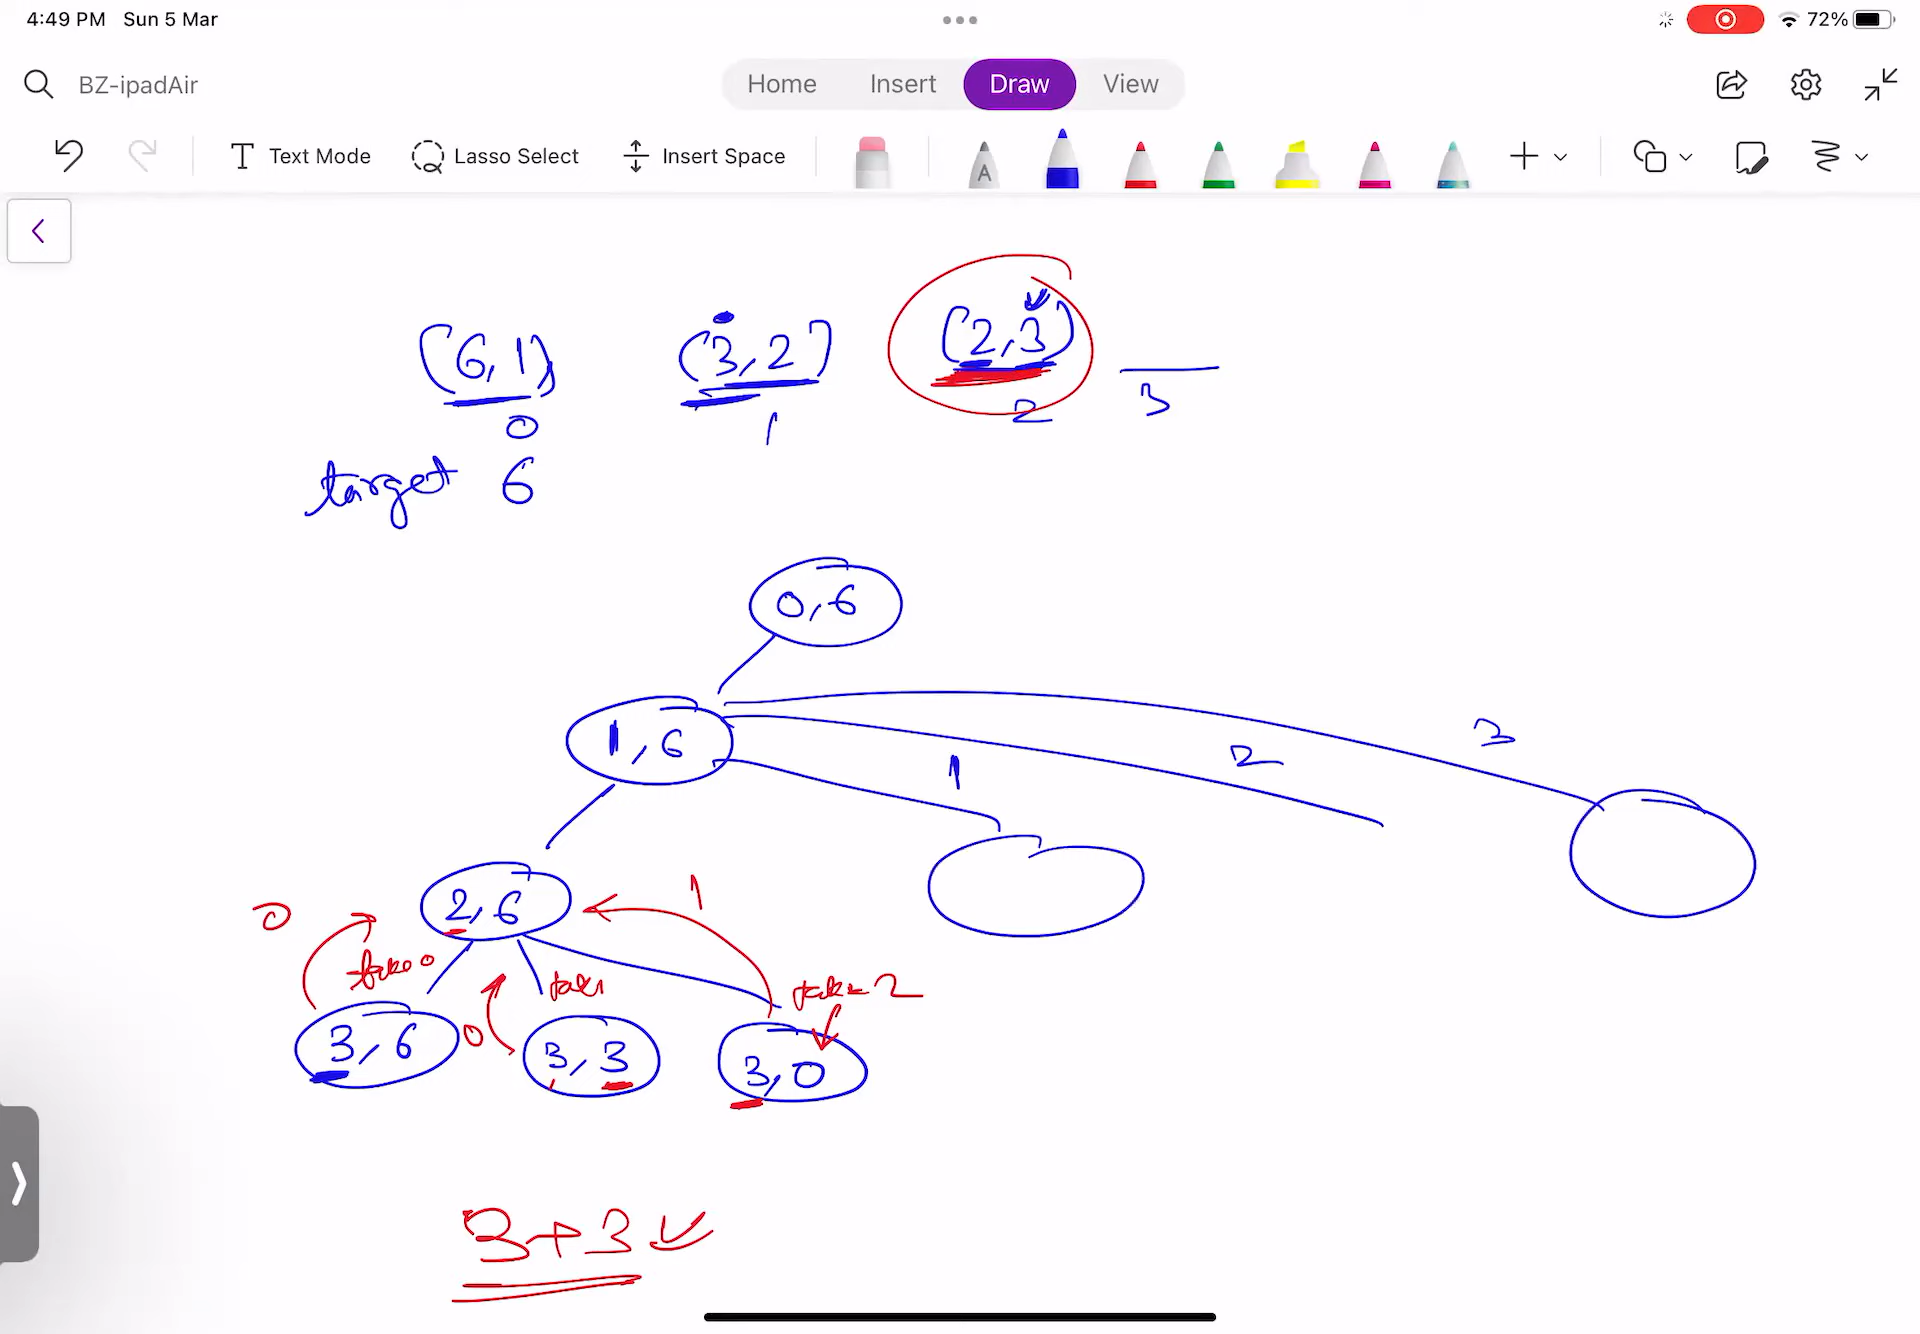 4:49 PM Sun 5 Mar
72%
BZ-ipadAir
Home Insert Draw View
Text Mode Lasso Select Insert Space
A
(6,1) (3,2) (2,3)
0 1 2 3
target 6
0,6
1,6
1 2 3
2,6
0 1
take 0 take 2
3,6 0 3,3 3,0
3+3